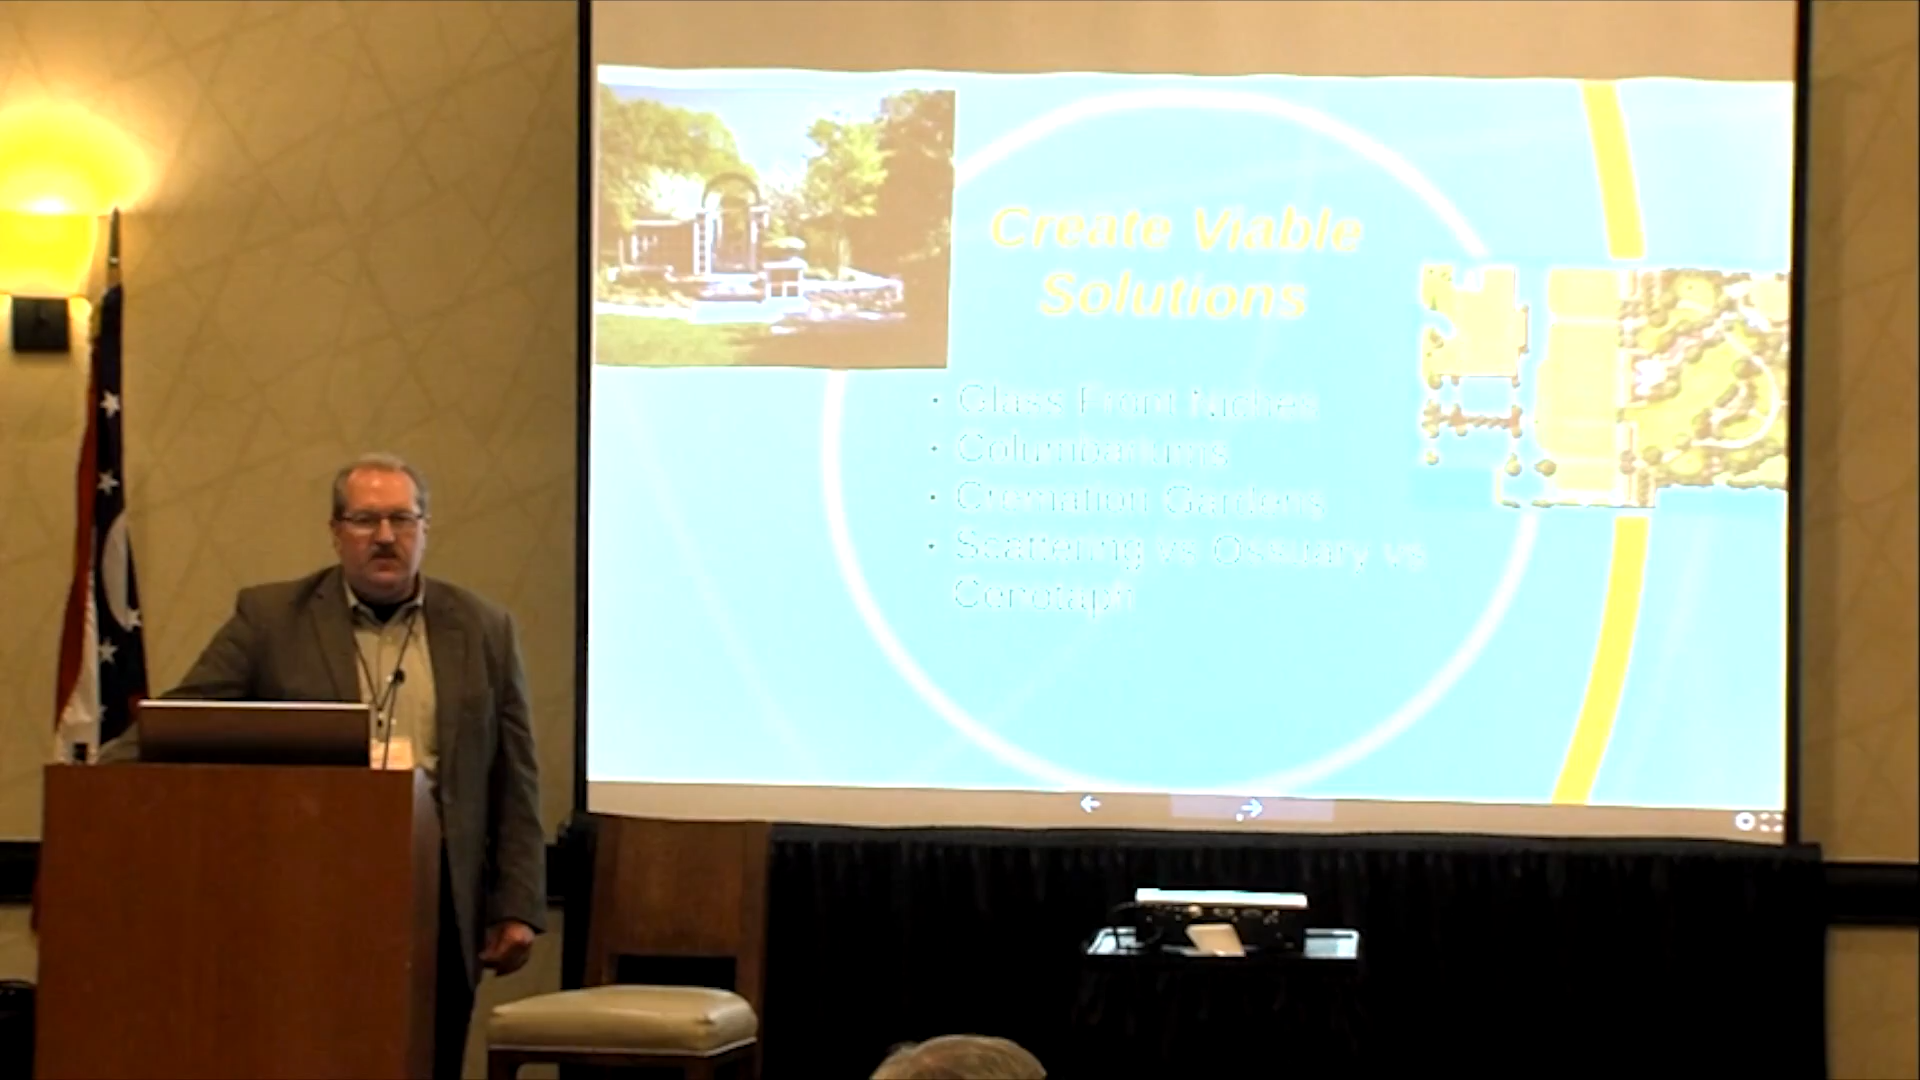 Create Viable
Solutions
• Glass Front Niches
• Columbariums
• Cremation Gardens
• Scattering vs Ossuary vs
Cenotaph